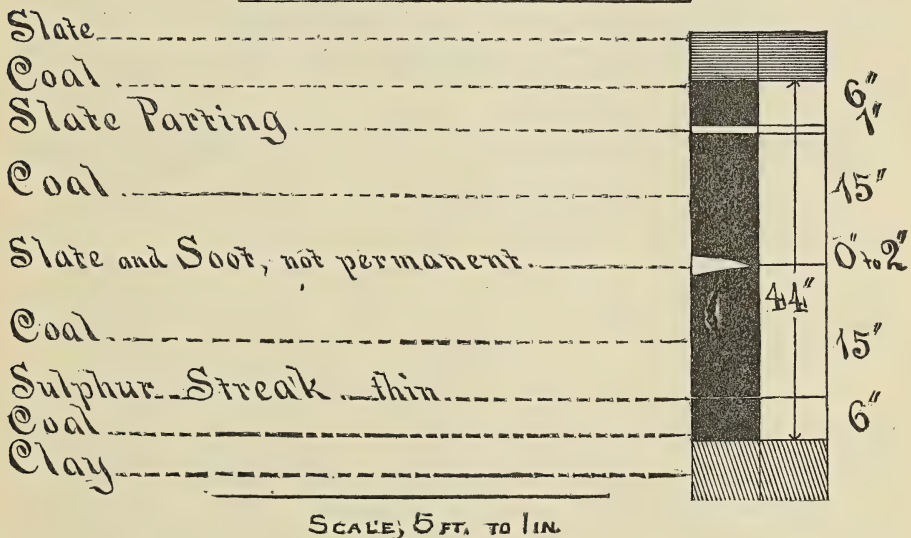 Slate
Coal
6"
Slate Parting
1"
Coal
15"
Slate and Soot, not permanent.
0" to 2"
44"
Coal
15"
Sulphur Streak thin
Coal
6"
Clay
SCALE, 5 FT. TO 1 IN.